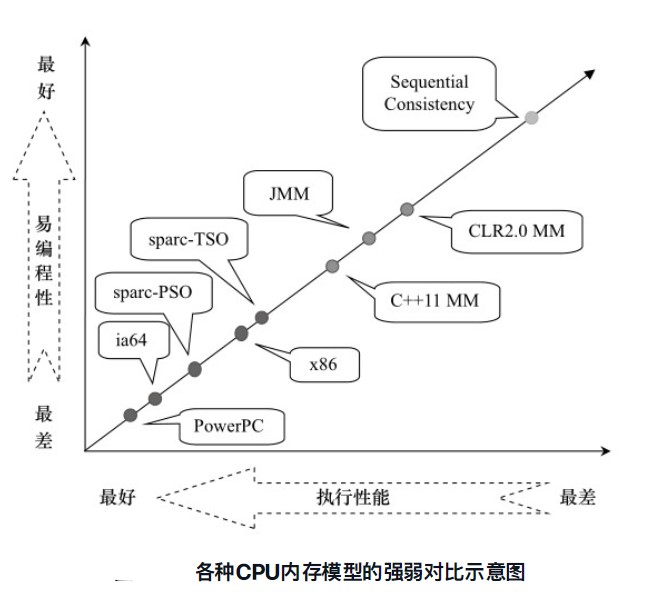 最
好
易
编
程
性
最
差
Sequential
Consistency
JMM
CLR2.0 MM
sparc-TSO
C++11 MM
sparc-PSO
ia64
x86
PowerPC
最好
执行性能
最差
各种CPU内存模型的强弱对比示意图